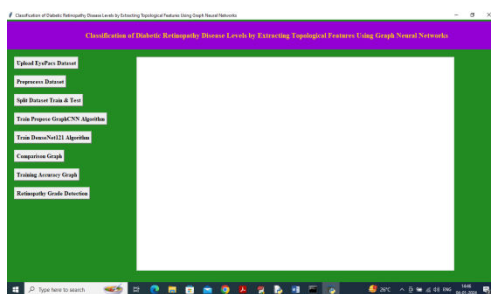 Classification of Diabetic Retinopathy Disease Levels by Extracting Topological Features Using Graph Neural Networks
Classification of Diabetic Retinopathy Disease Levels by Extracting Topological Features Using Graph Neural Networks
Upload EyePacs Dataset
Preprocess Dataset
Split Dataset Train & Test
Train Propose GraphCNN Algorithm
Train DenseNet121 Algorithm
Comparison Graph
Training Accuracy Graph
Retinopathy Grade Detection
Type here to search
26°C
ENG